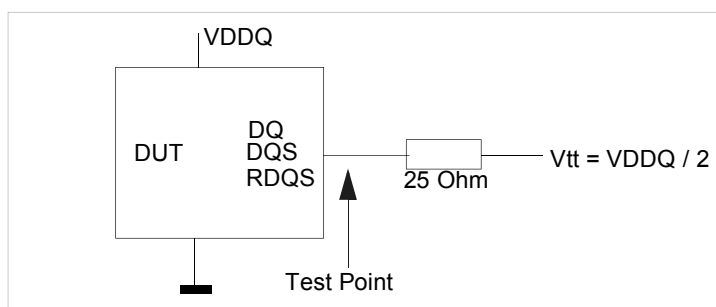 VDDQ
DUT
DQ
DQS
RDQS
25 Ohm
Vtt = VDDQ / 2
Test Point